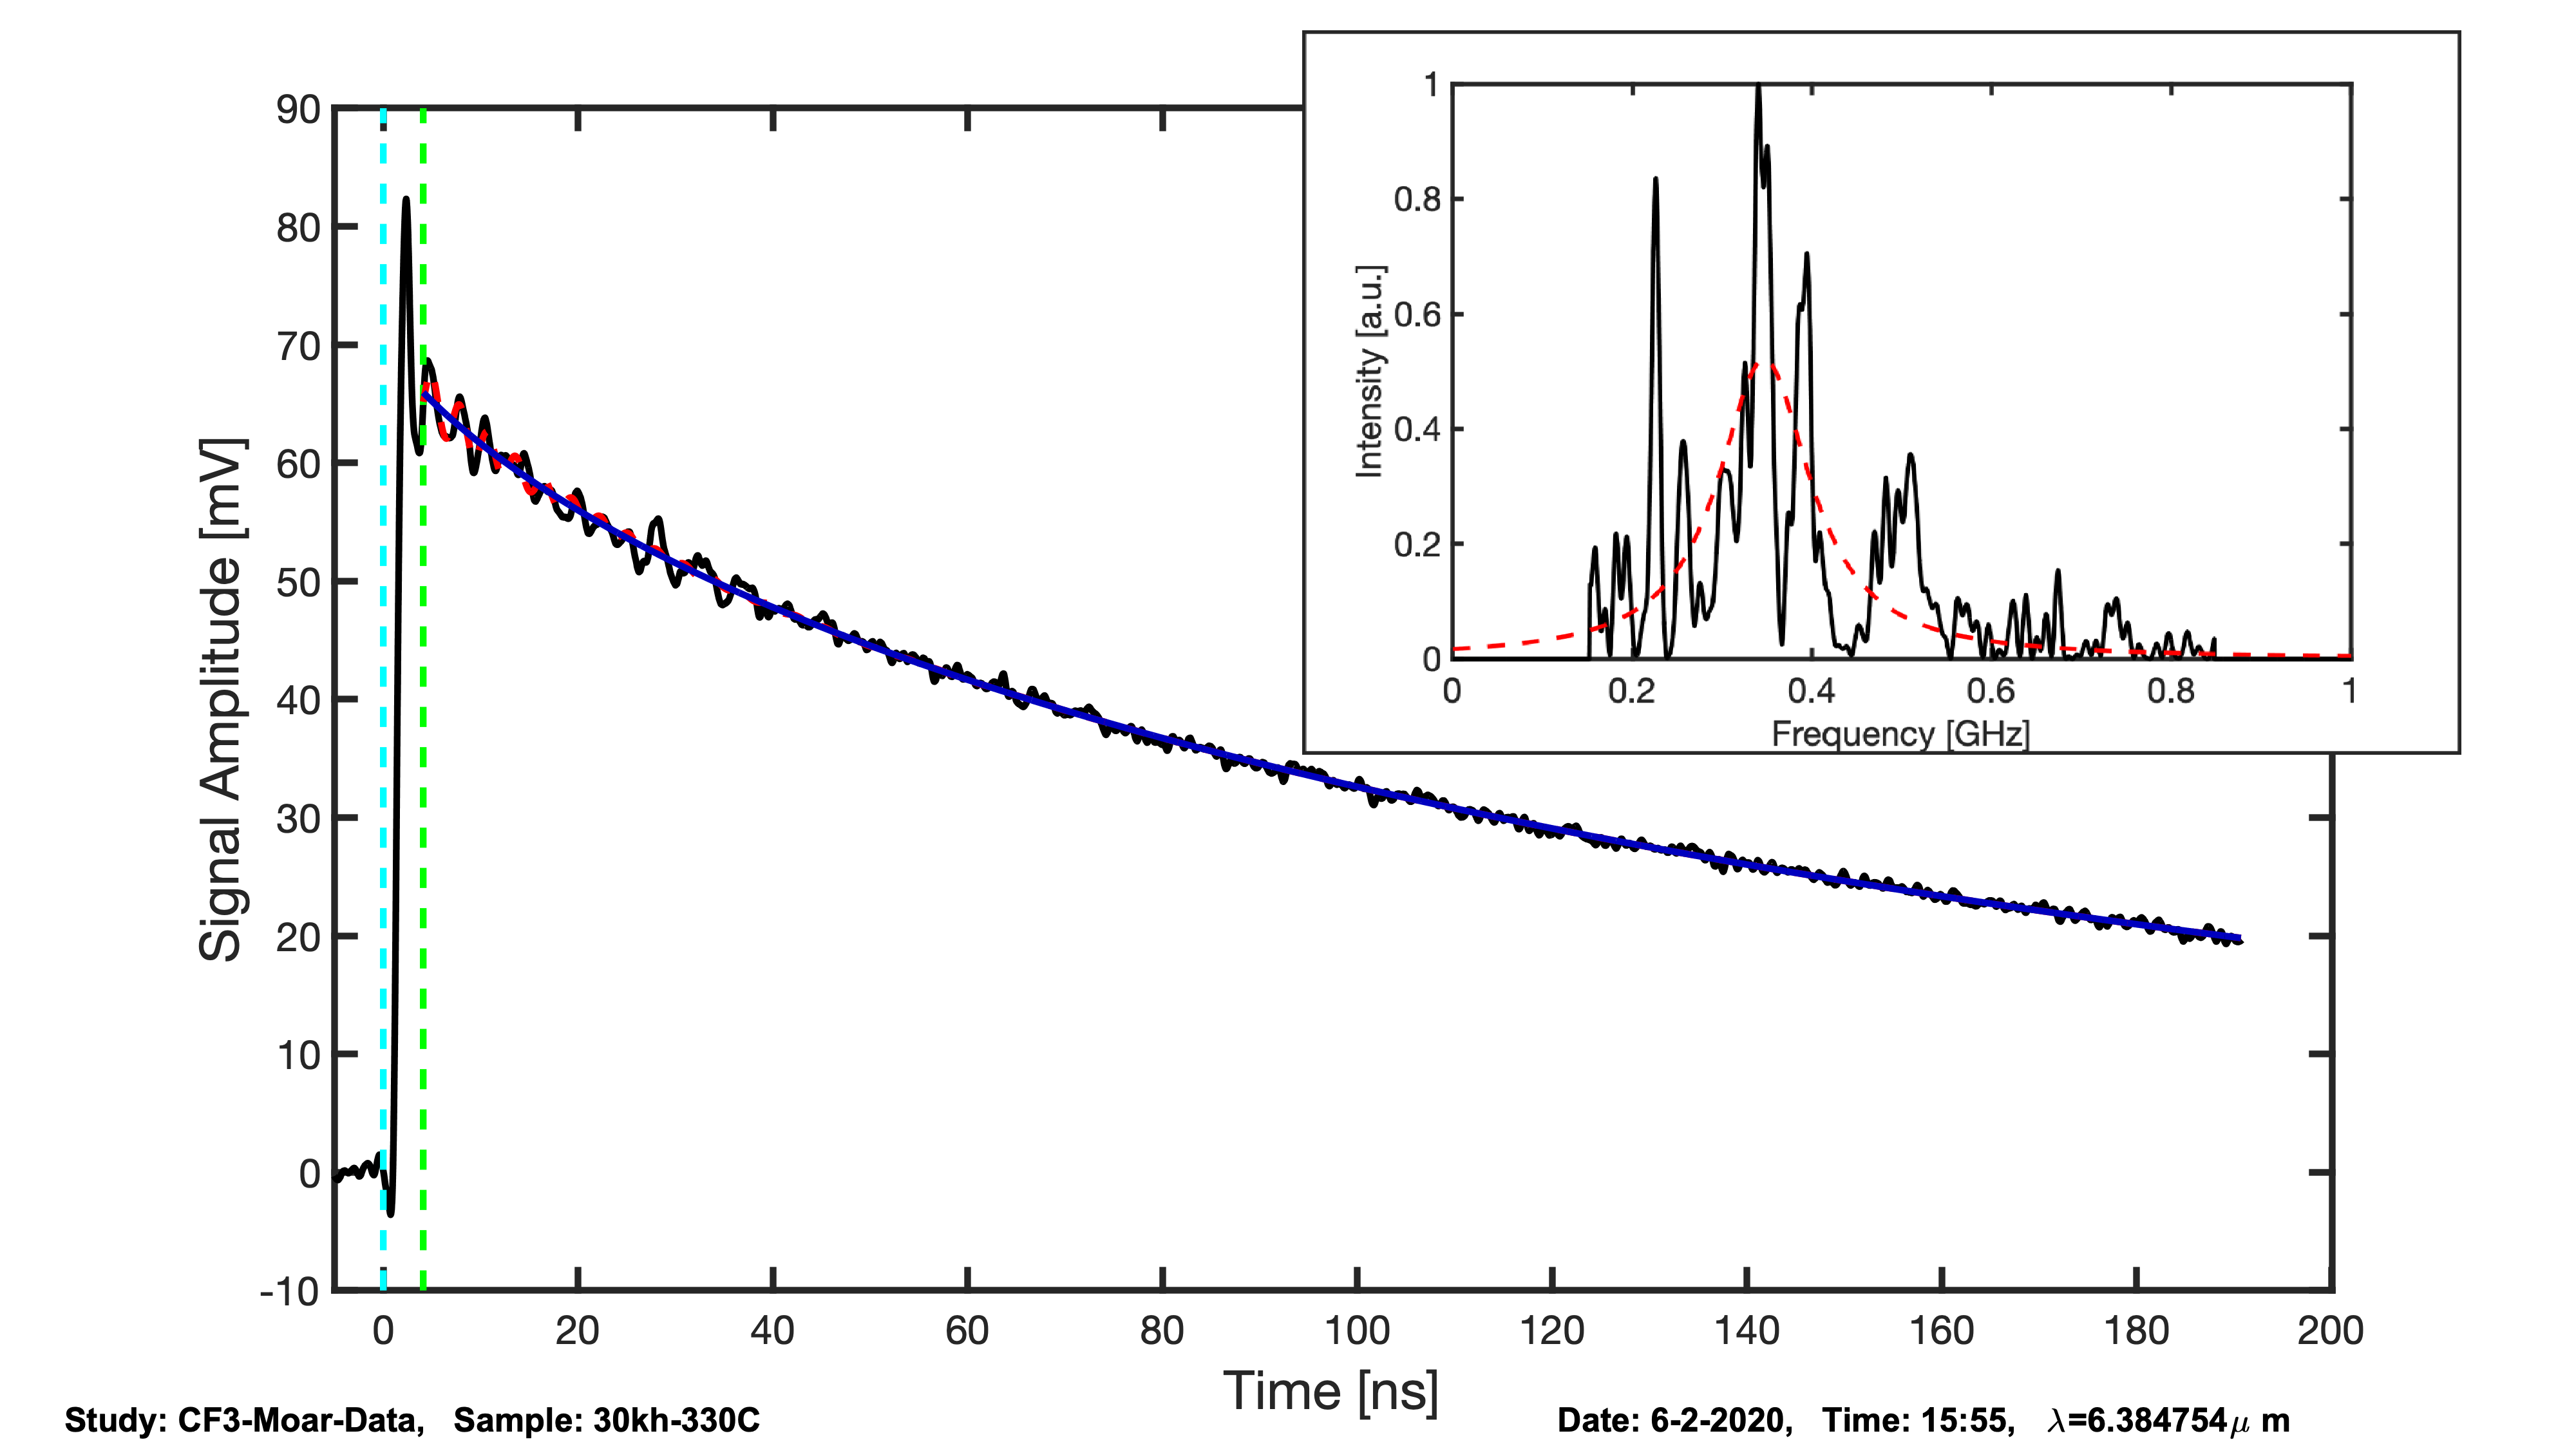 90
80
70
60
50
40
30
20
10
0
-10
Signal Amplitude [mV]
0 20 40 60 80 100 120 140 160 180 200
Time [ns]
1
0.8
0.6
0.4
0.2
0
Intensity [a.u.]
0 0.2 0.4 0.6 0.8 1
Frequency [GHz]
Study: CF3-Moar-Data, Sample: 30kh-330C
Date: 6-2-2020, Time: 15:55, λ=6.384754μ m